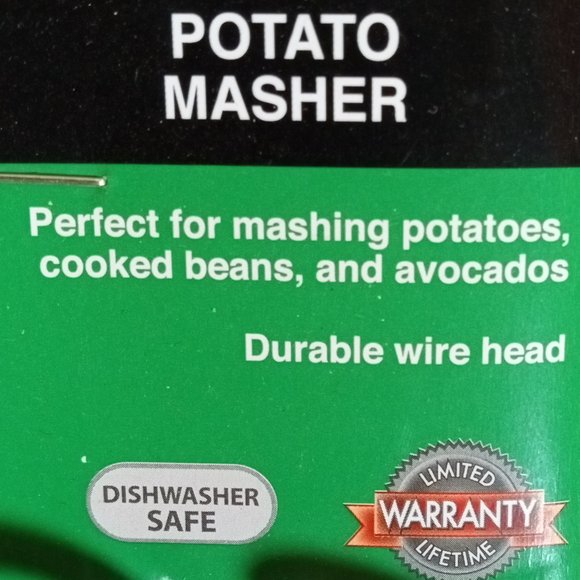 POTATO
MASHER
Perfect for mashing potatoes,
cooked beans, and avocados
Durable wire head
DISHWASHER
SAFE
LIMITED
WARRANTY
LIFETIME